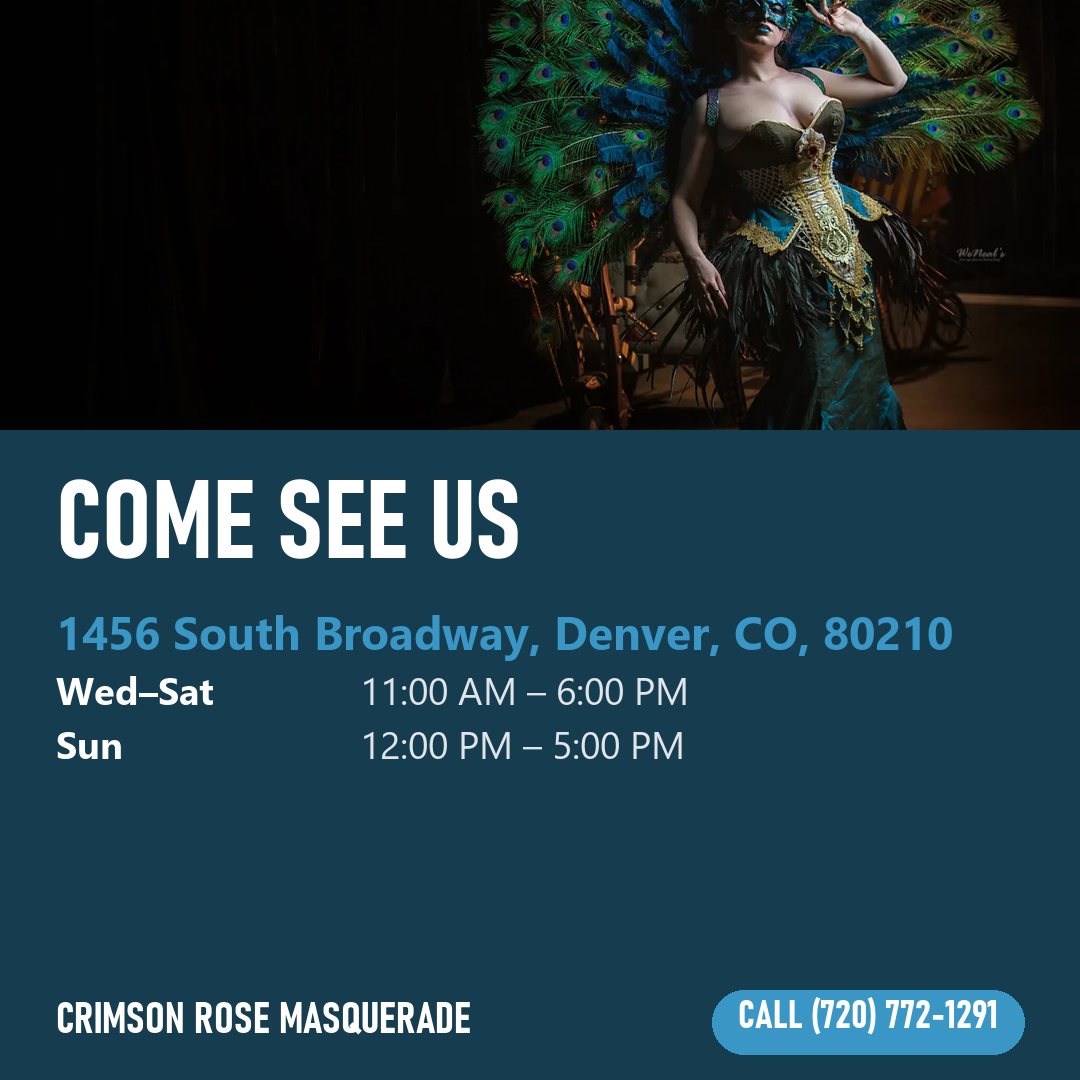 WeNeal's
COME SEE US
1456 South Broadway, Denver, CO, 80210
Wed–Sat 11:00 AM – 6:00 PM
Sun 12:00 PM – 5:00 PM
CRIMSON ROSE MASQUERADE
CALL (720) 772-1291